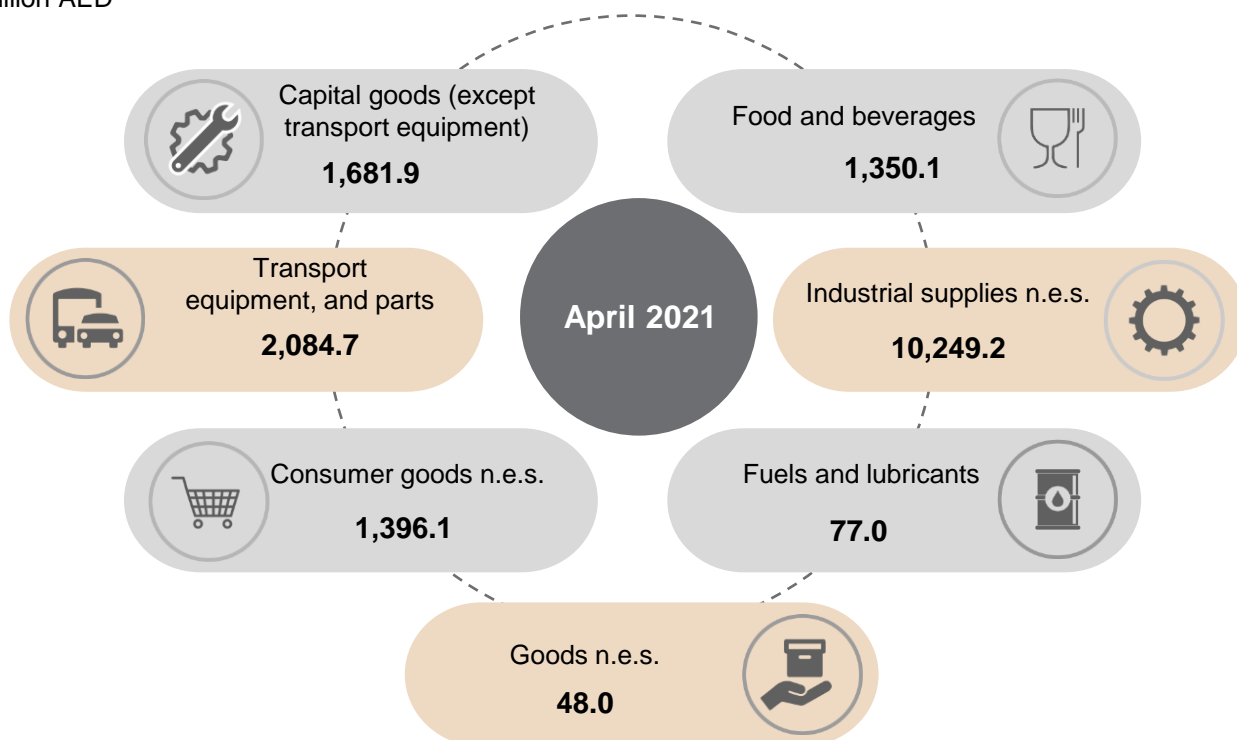 AED
Capital goods (except
transport equipment)
1,681.9
Food and beverages
1,350.1
Transport
equipment, and parts
2,084.7
April 2021
Industrial supplies n.e.s.
10,249.2
Consumer goods n.e.s.
1,396.1
Fuels and lubricants
77.0
Goods n.e.s.
48.0